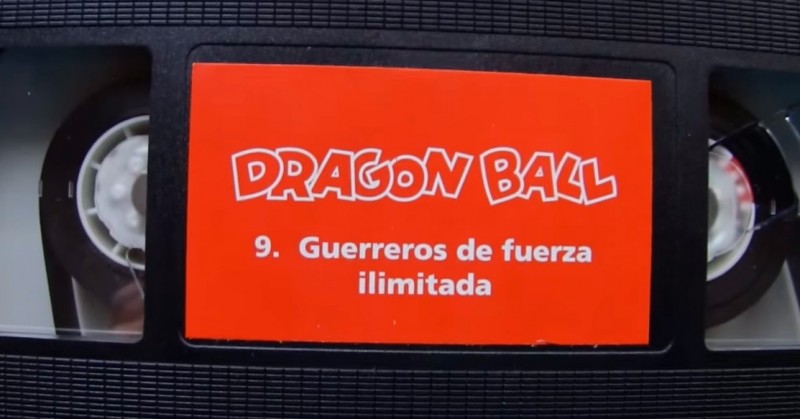 DRAGON BALL
9. Guerreros de fuerza
ilimitada